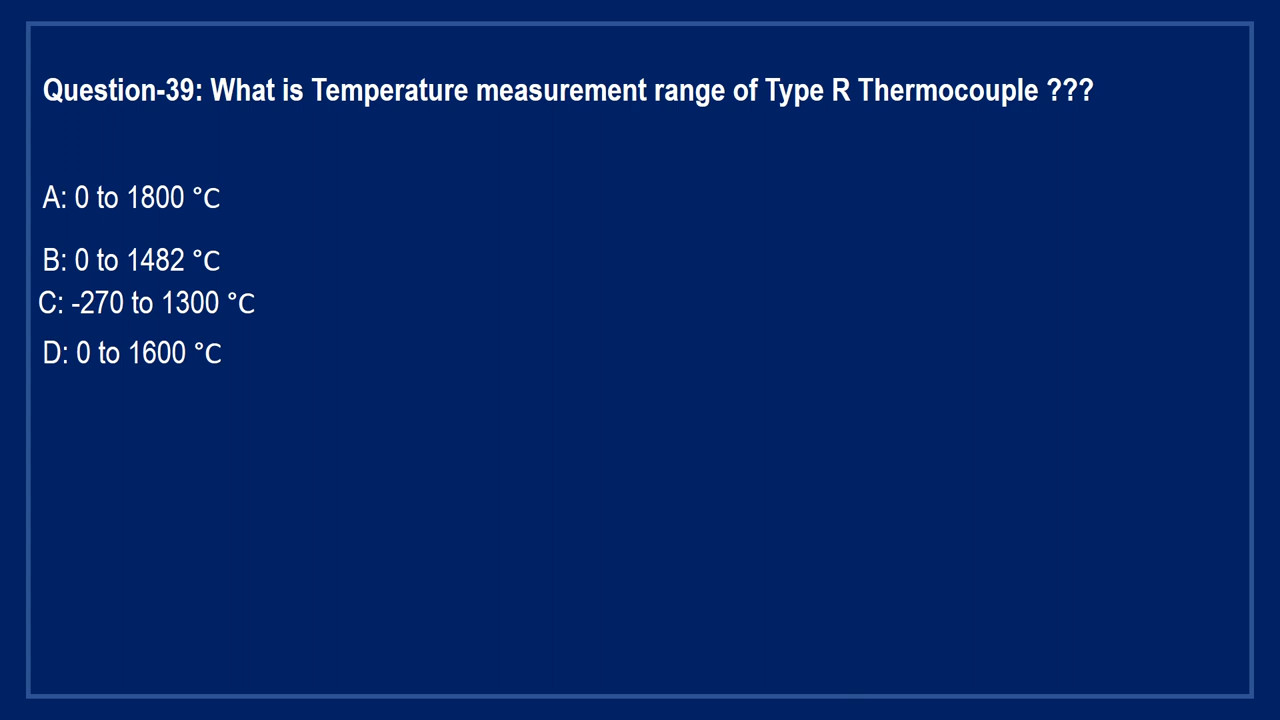 Question-39: What is Temperature measurement range of Type R Thermocouple ???
A: 0 to 1800 °C
B: 0 to 1482 °C
C: -270 to 1300 °C
D: 0 to 1600 °C